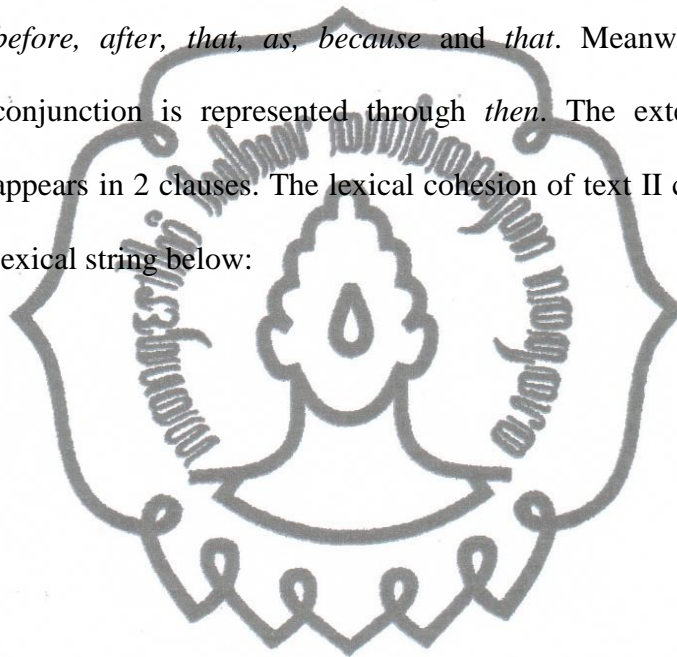 before, after, that, as, because and that. Meanw
conjunction is represented through then. The exte
appears in 2 clauses. The lexical cohesion of text II c
lexical string below: